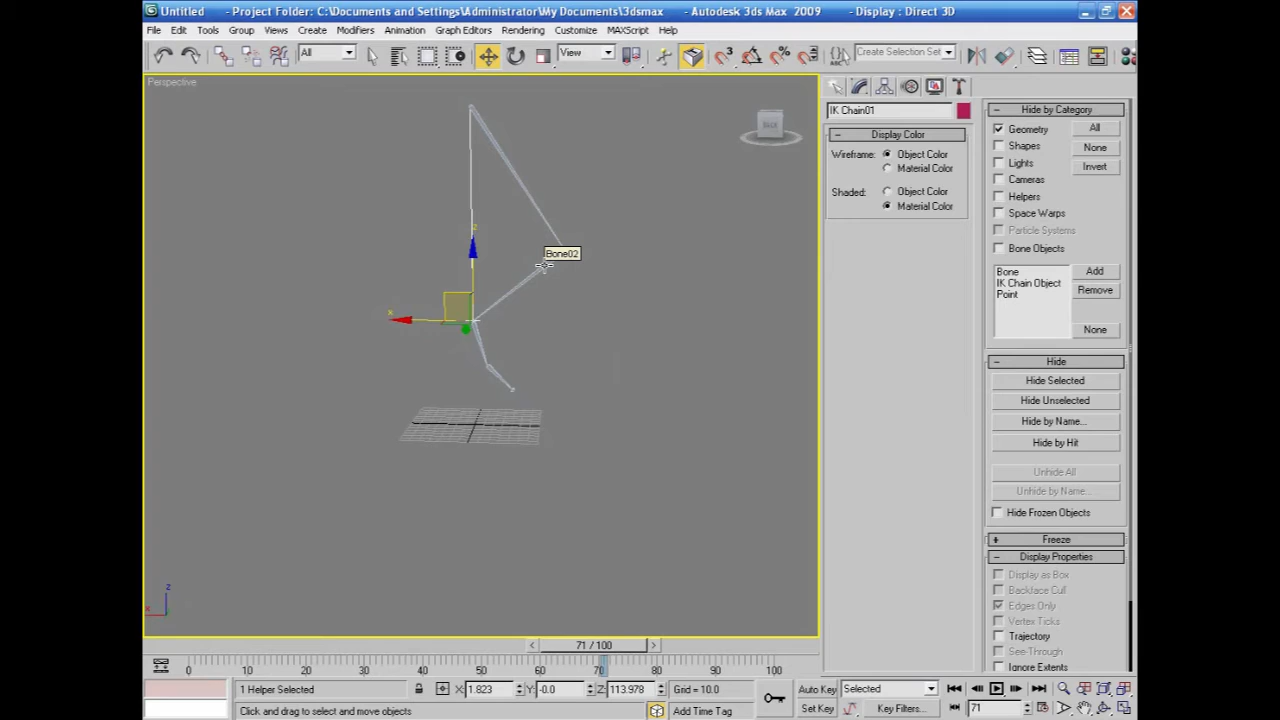 Untitled - Project Folder: C:\Documents and Settings\Administrator\My Documents\3dsmax - Autodesk 3ds Max 2009 - Display : Direct 3D
File Edit Tools Group Views Create Modifiers Animation Graph Editors Rendering Customize MAXScript Help
All View Create Selection Set
Perspective
BACK
Bone02
z
x
z
x
IK Chain01
Display Color
Wireframe: Object Color
Material Color
Shaded: Object Color
Material Color
Hide by Category
Geometry All
Shapes None
Lights Invert
Cameras
Helpers
Space Warps
Particle Systems
Bone Objects
Bone Add
IK Chain Object Remove
Point
None
Hide
Hide Selected
Hide Unselected
Hide by Name...
Hide by Hit
Unhide All
Unhide by Name...
Hide Frozen Objects
Freeze
Display Properties
Display as Box
Backface Cull
Edges Only
Vertex Ticks
Trajectory
See-Through
Ignore Extents
71 / 100
0 10 20 30 40 50 60 70 80 90 100
1 Helper Selected X: 1.823 Y: -0.0 Z: 113.978 Grid = 10.0 Auto Key Selected
Click and drag to select and move objects Add Time Tag Set Key Key Filters... 71